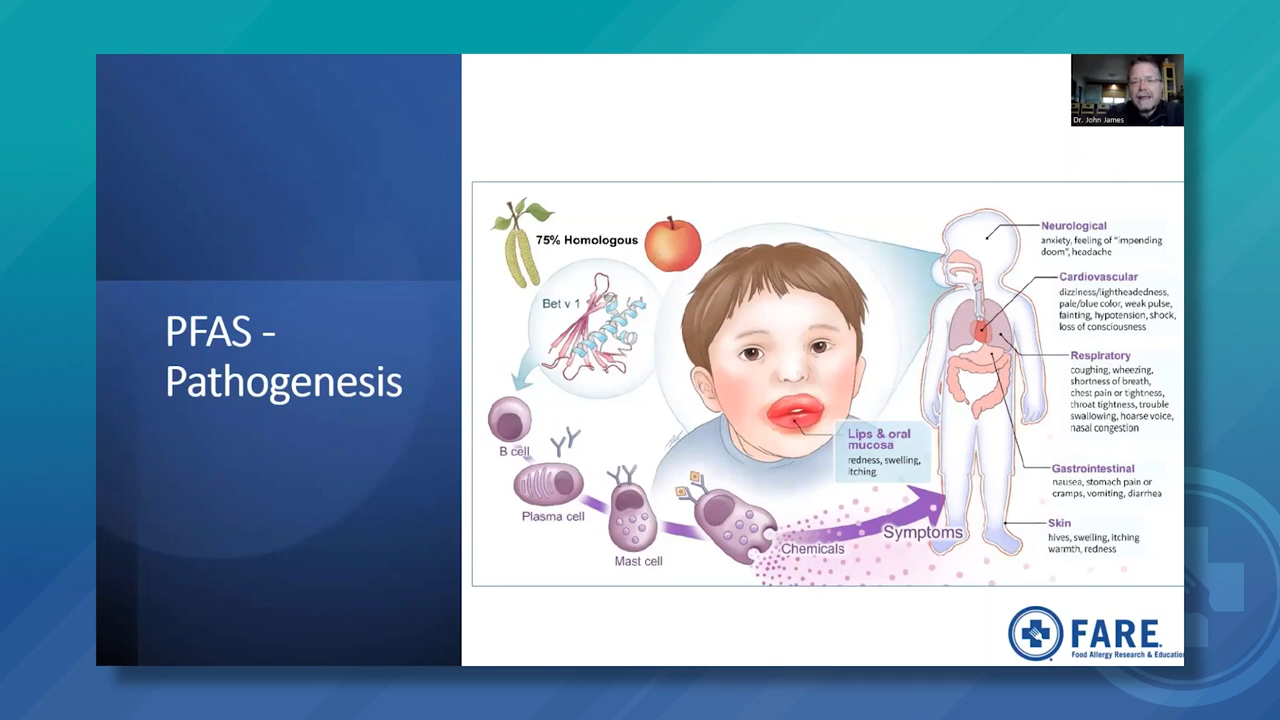 Dr. John James
PFAS -
Pathogenesis
75% Homologous
Bet v 1
B cell
Plasma cell
Mast cell
Chemicals
Symptoms
Lips & oral
mucosa
redness, swelling,
itching
Neurological
anxiety, feeling of "impending
doom", headache
Cardiovascular
dizziness/lightheadedness,
pale/blue color, weak pulse,
fainting, hypotension, shock,
loss of consciousness
Respiratory
coughing, wheezing,
shortness of breath,
chest pain or tightness,
throat tightness, trouble
swallowing, hoarse voice,
nasal congestion
Gastrointestinal
nausea, stomach pain or
cramps, vomiting, diarrhea
Skin
hives, swelling, itching
warmth, redness
FARE
Food Allergy Research & Educatio